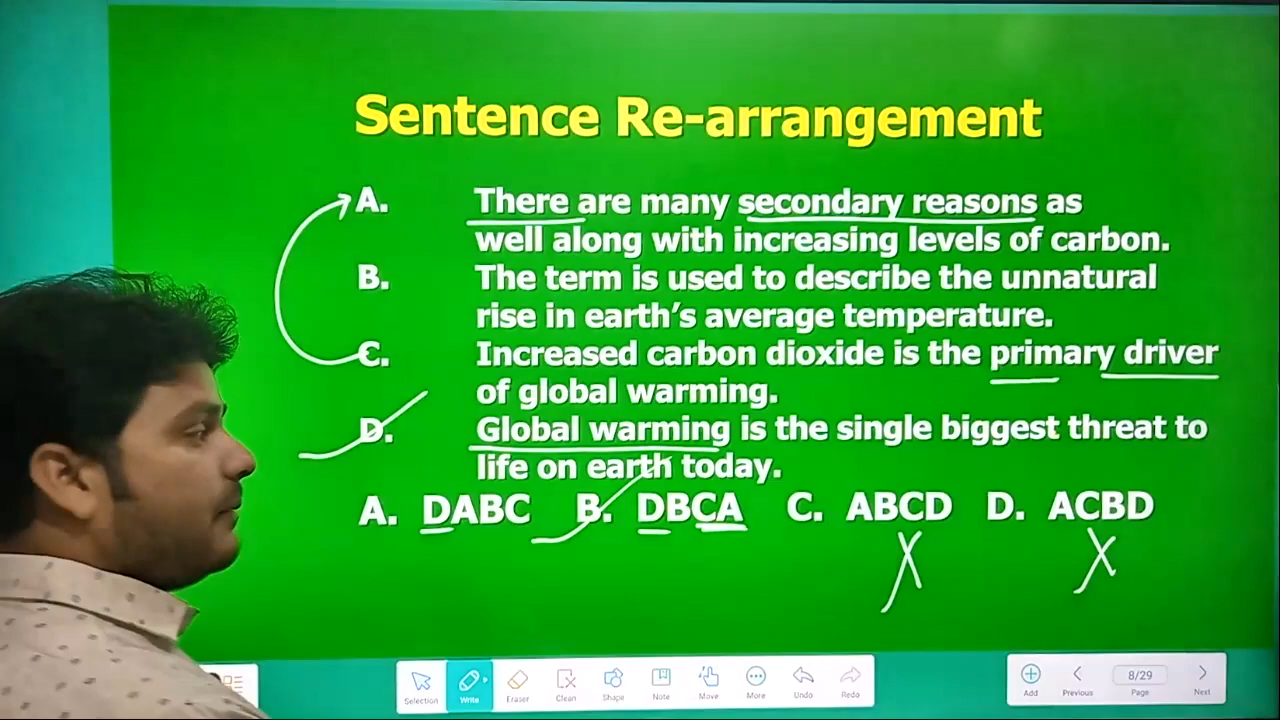 Sentence Re-arrangement
A. There are many secondary reasons as
well along with increasing levels of carbon.
B. The term is used to describe the unnatural
rise in earth's average temperature.
C. Increased carbon dioxide is the primary driver
of global warming.
D. Global warming is the single biggest threat to
life on earth today.
A. DABC B. DBCA C. ABCD D. ACBD
X X
Selection Write Eraser Clean Shape Note Move More Undo Redo
Add Previous 8/29 Page Next